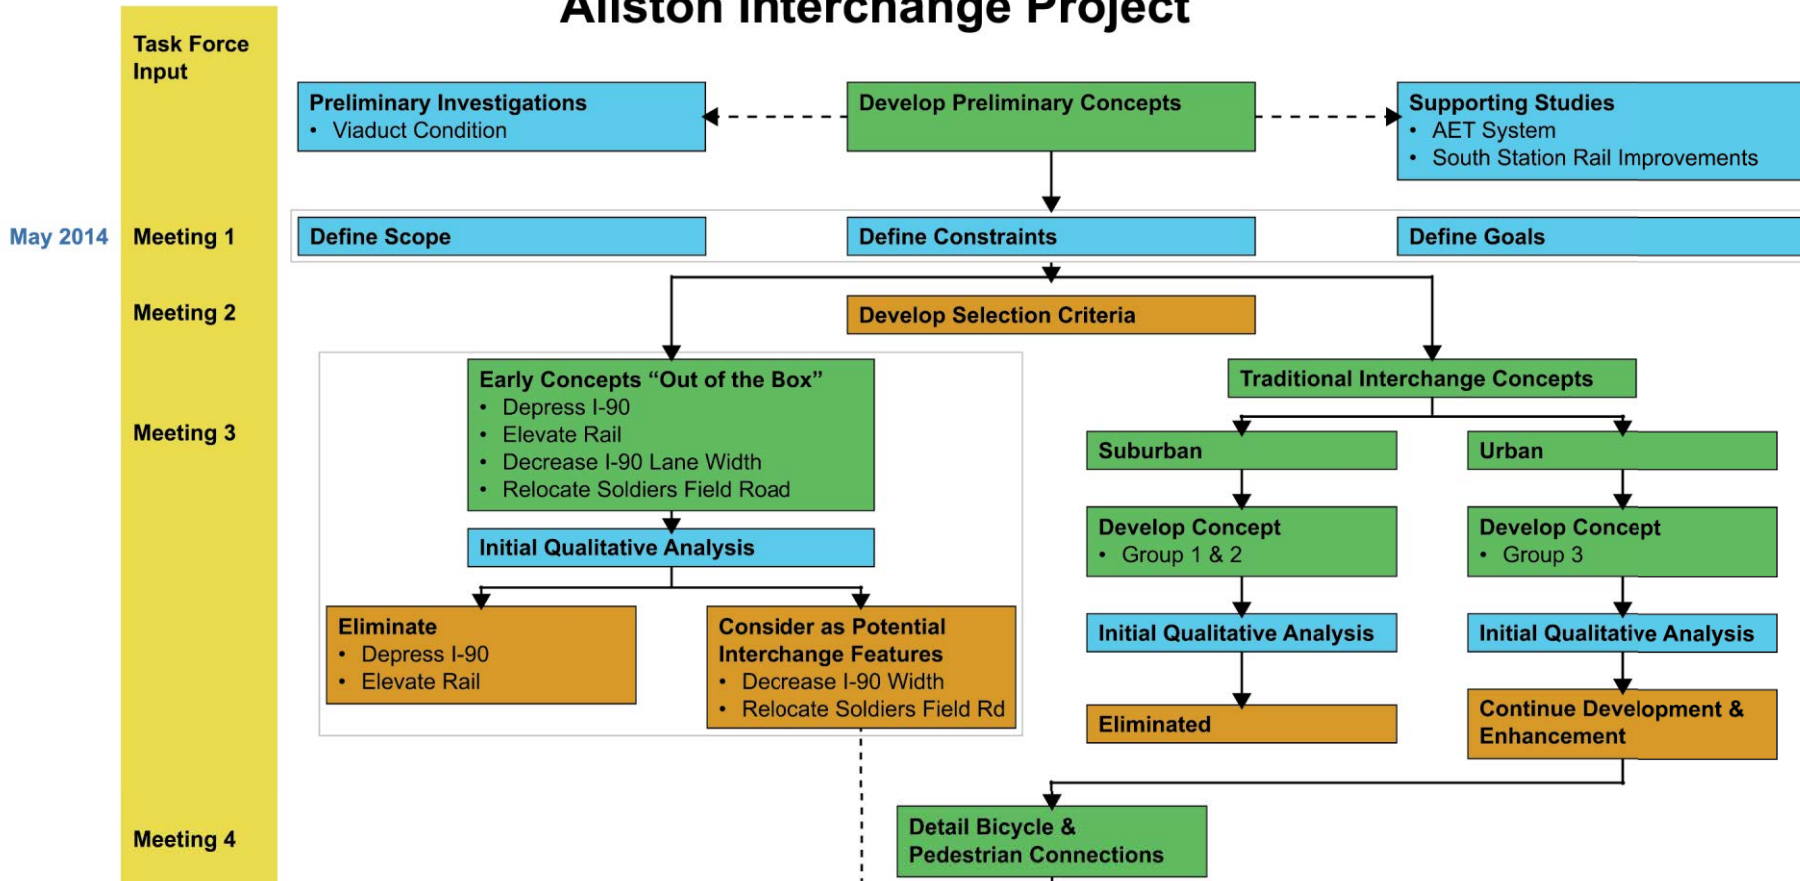 Allston Interchange Project
Task Force
Input
Preliminary Investigations
• Viaduct Condition
Develop Preliminary Concepts
Supporting Studies
• AET System
• South Station Rail Improvements
May 2014
Meeting 1
Define Scope
Define Constraints
Define Goals
Meeting 2
Develop Selection Criteria
Meeting 3
Early Concepts “Out of the Box”
• Depress I-90
• Elevate Rail
• Decrease I-90 Lane Width
• Relocate Soldiers Field Road
Initial Qualitative Analysis
Eliminate
• Depress I-90
• Elevate Rail
Consider as Potential
Interchange Features
• Decrease I-90 Width
• Relocate Soldiers Field Rd
Traditional Interchange Concepts
Suburban
Develop Concept
• Group 1 & 2
Initial Qualitative Analysis
Eliminated
Urban
Develop Concept
• Group 3
Initial Qualitative Analysis
Continue Development &
Enhancement
Meeting 4
Detail Bicycle &
Pedestrian Connections